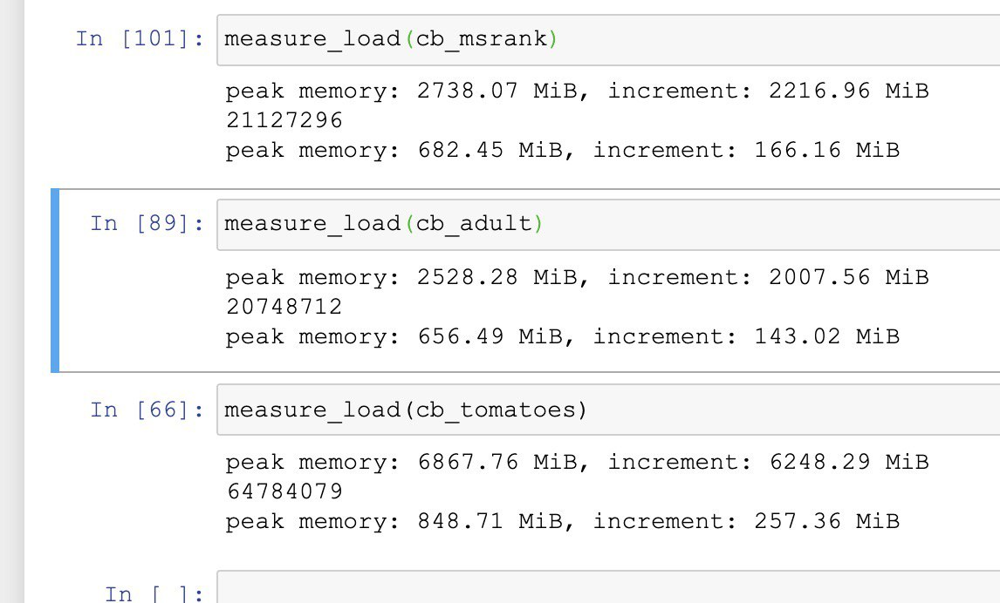 In [101]: measure_load(cb_msrank)
peak memory: 2738.07 MiB, increment: 2216.96 MiB
21127296
peak memory: 682.45 MiB, increment: 166.16 MiB
In [89]: measure_load(cb_adult)
peak memory: 2528.28 MiB, increment: 2007.56 MiB
20748712
peak memory: 656.49 MiB, increment: 143.02 MiB
In [66]: measure_load(cb_tomatoes)
peak memory: 6867.76 MiB, increment: 6248.29 MiB
64784079
peak memory: 848.71 MiB, increment: 257.36 MiB
In [ ]: